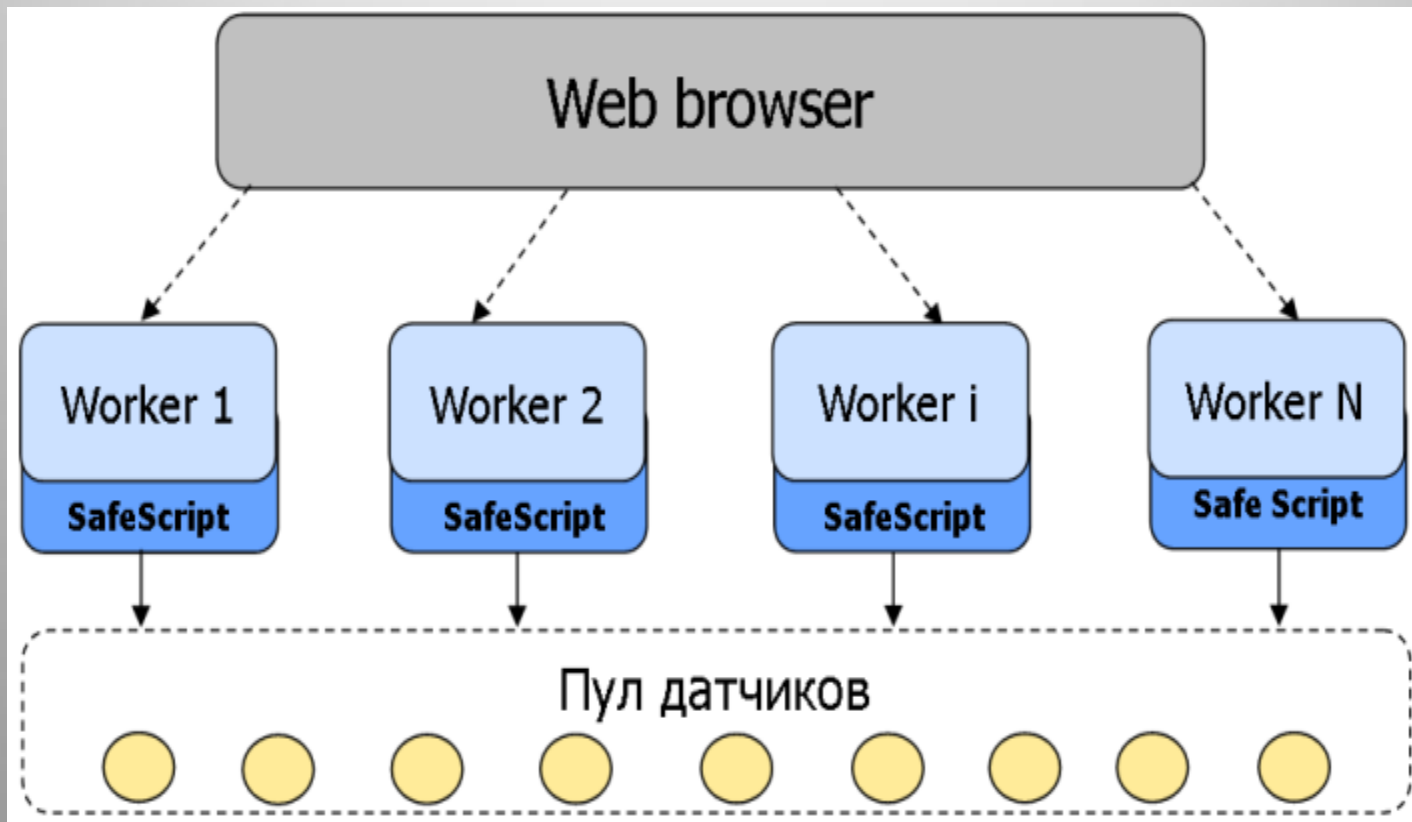 Web browser
Worker 1
Worker 2
Worker i
Worker N
SafeScript
SafeScript
SafeScript
Safe Script
Пул датчиков